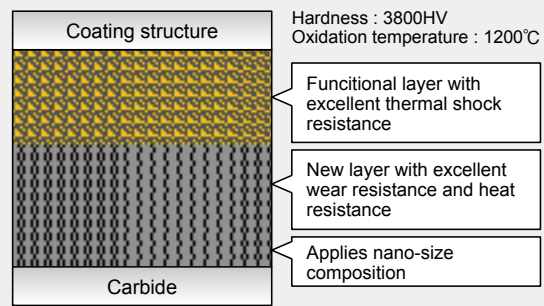 Coating structure
Hardness : 3800HV
Oxidation temperature : 1200℃
Funcitional layer with
excellent thermal shock
resistance
New layer with excellent
wear resistance and heat
resistance
Applies nano-size
composition
Carbide